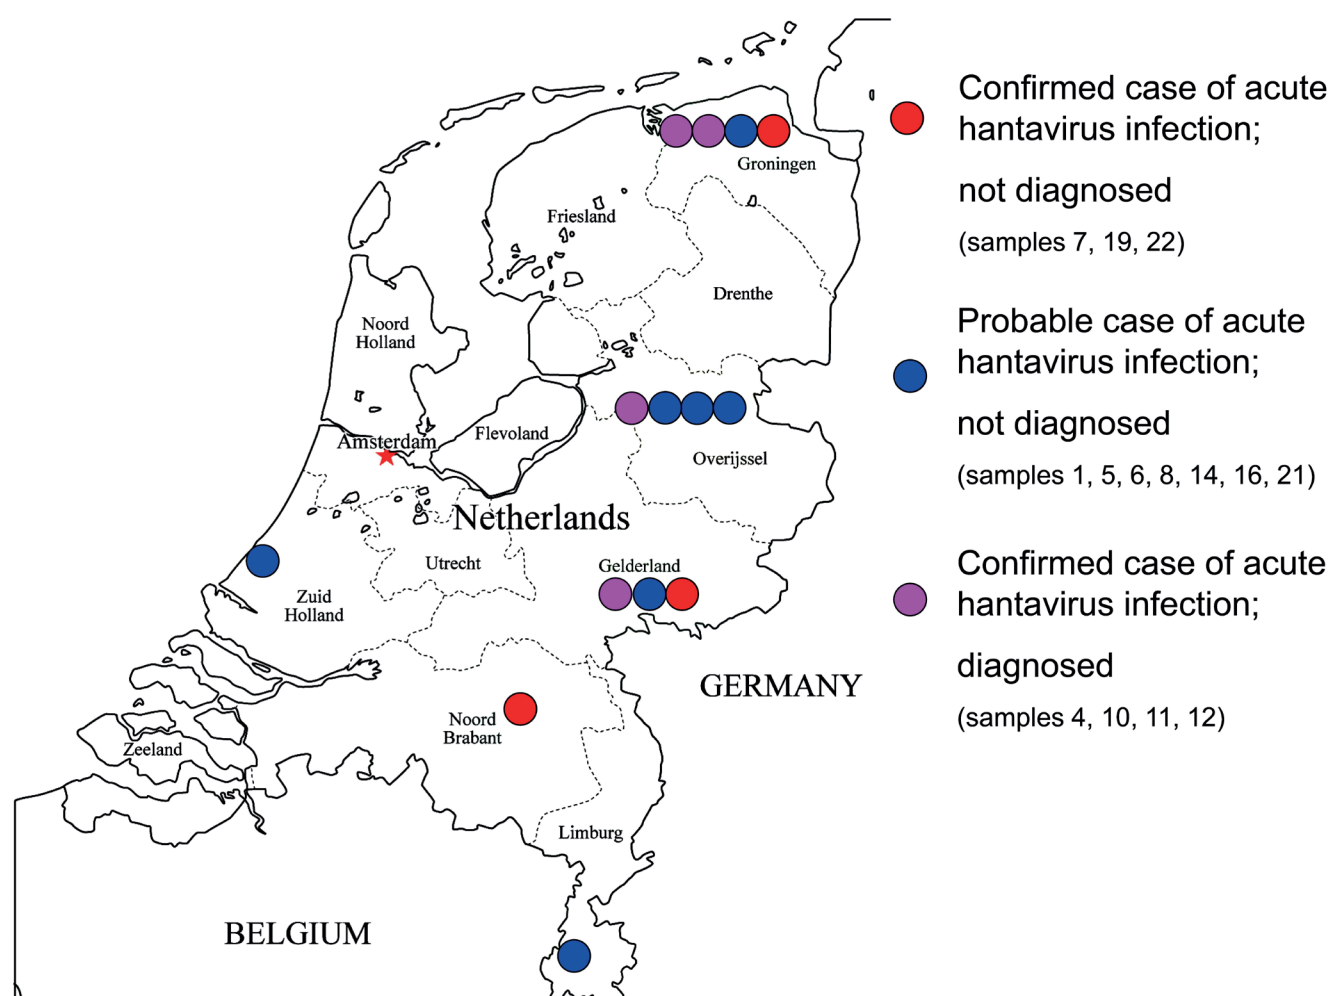 Groningen
Friesland
Drenthe
Noord
Holland
Amsterdam
Flevoland
Overijssel
Netherlands
Utrecht
Gelderland
Zuid
Holland
GERMANY
Noord
Brabant
Zeeland
Limburg
BELGIUM
Confirmed case of acute
hantavirus infection;
not diagnosed
(samples 7, 19, 22)
Probable case of acute
hantavirus infection;
not diagnosed
(samples 1, 5, 6, 8, 14, 16, 21)
Confirmed case of acute
hantavirus infection;
diagnosed
(samples 4, 10, 11, 12)